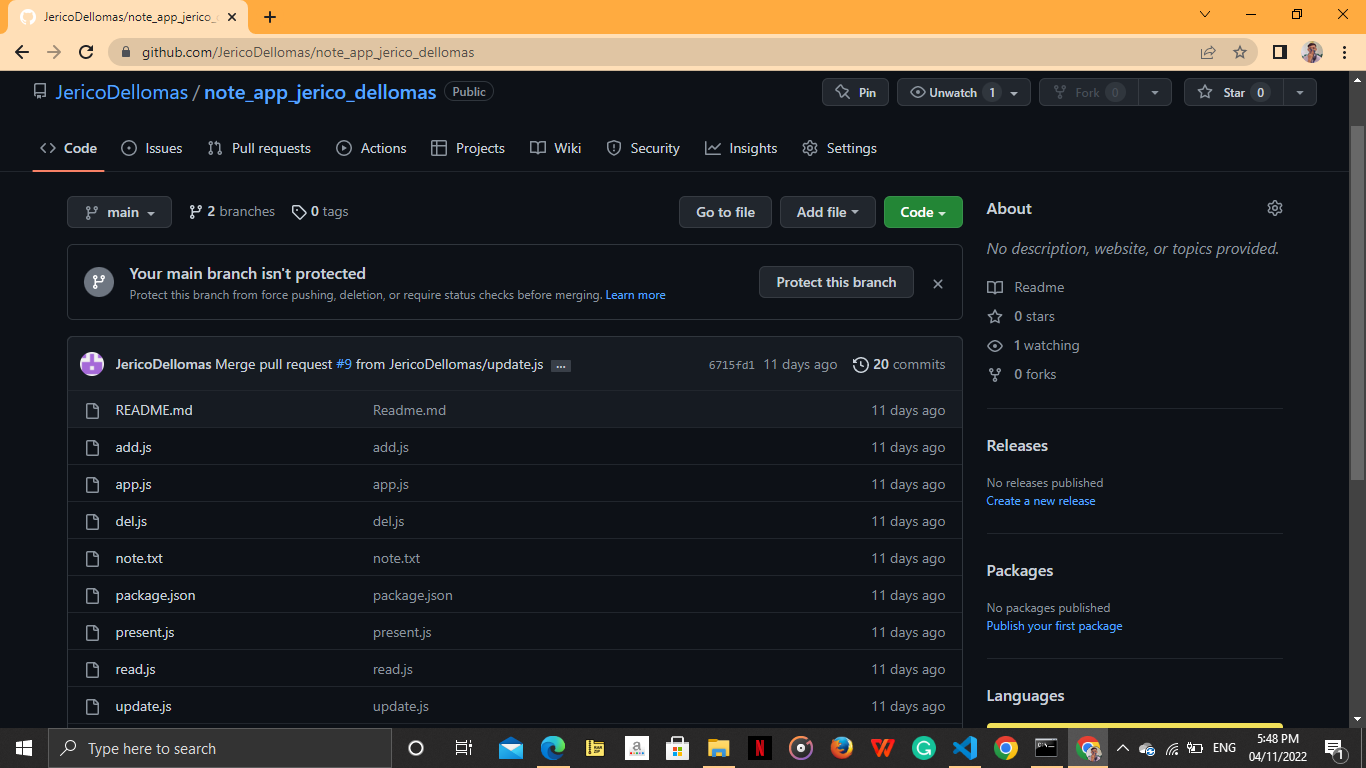 JericoDellomas/note_app_jerico_
github.com/JericoDellomas/note_app_jerico_dellomas
JericoDellomas / note_app_jerico_dellomas Public
Pin
Unwatch 1
Fork 0
Star 0
Code
Issues
Pull requests
Actions
Projects
Wiki
Security
Insights
Settings
main
2 branches
0 tags
Go to file
Add file
Code
Your main branch isn't protected
Protect this branch from force pushing, deletion, or require status checks before merging. Learn more
Protect this branch
JericoDellomas Merge pull request #9 from JericoDellomas/update.js ...
6715fd1 11 days ago 20 commits
README.md Readme.md 11 days ago
add.js add.js 11 days ago
app.js app.js 11 days ago
del.js del.js 11 days ago
note.txt note.txt 11 days ago
package.json package.json 11 days ago
present.js present.js 11 days ago
read.js read.js 11 days ago
update.js update.js 11 days ago
About
No description, website, or topics provided.
Readme
0 stars
1 watching
0 forks
Releases
No releases published
Create a new release
Packages
No packages published
Publish your first package
Languages
Type here to search
ENG
5:48 PM
04/11/2022
1